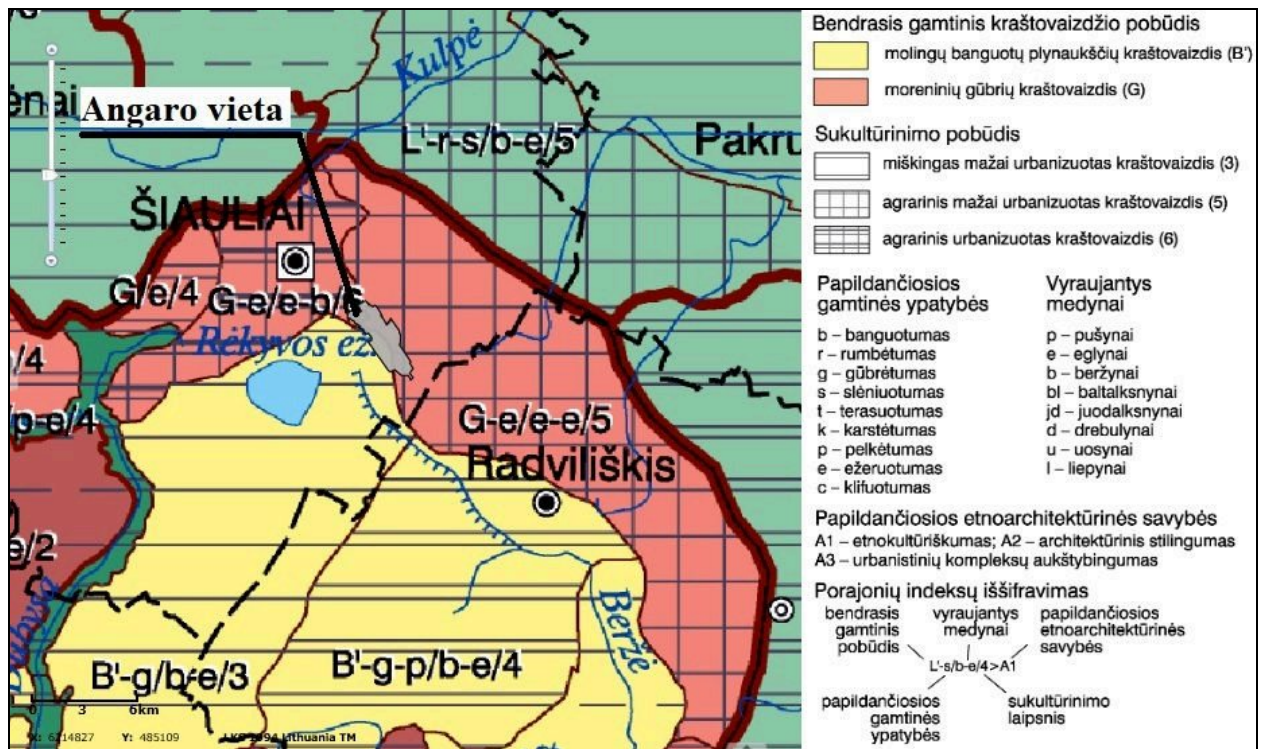 Kulpė
ėnai
Angaro vieta
L'-r-s/b-e/5
Pakru
ŠIAULIAI
G/e/4
G-e/e-b/6
Rėkyvos ež.
/4
/p-e/4
G-e/e-e/5
Radviliškis
e/2
Beržė
B'-g/b-e/3
B'-g-p/b-e/4
0 3 6km
X: 6214827 Y: 485109 LKS 1994 Lithuania TM
Bendrasis gamtinis kraštovaizdžio pobūdis
molingų banguotų plynaukščių kraštovaizdis (B')
moreninių gūbrių kraštovaizdis (G)
Sukultūrinimo pobūdis
miškingas mažai urbanizuotas kraštovaizdis (3)
agrarinis mažai urbanizuotas kraštovaizdis (5)
agrarinis urbanizuotas kraštovaizdis (6)
Papildančiosios
gamtinės ypatybės
b – banguotumas
r – rumbėtumas
g – gūbrėtumas
s – slėniuotumas
t – terasuotumas
k – karstėtumas
p – pelkėtumas
e – ežeruotumas
c – klifuotumas
Vyraujantys
medynai
p – pušynai
e – eglynai
b – beržynai
bl – baltalksnynai
jd – juodalksnynai
d – drebulynai
u – uosynai
l – liepynai
Papildančiosios etnoarchitektūrinės savybės
A1 – etnokultūriškumas; A2 – architektūrinis stilingumas
A3 – urbanistinių kompleksų aukštybingumas
Porajonių indeksų iššifravimas
bendrasis
gamtinis
pobūdis
vyraujantys
medynai
papildančiosios
etnoarchitektūrinės
savybės
L'-s/b-e/4>A1
papildančiosios
gamtinės
ypatybės
sukultūrinimo
laipsnis